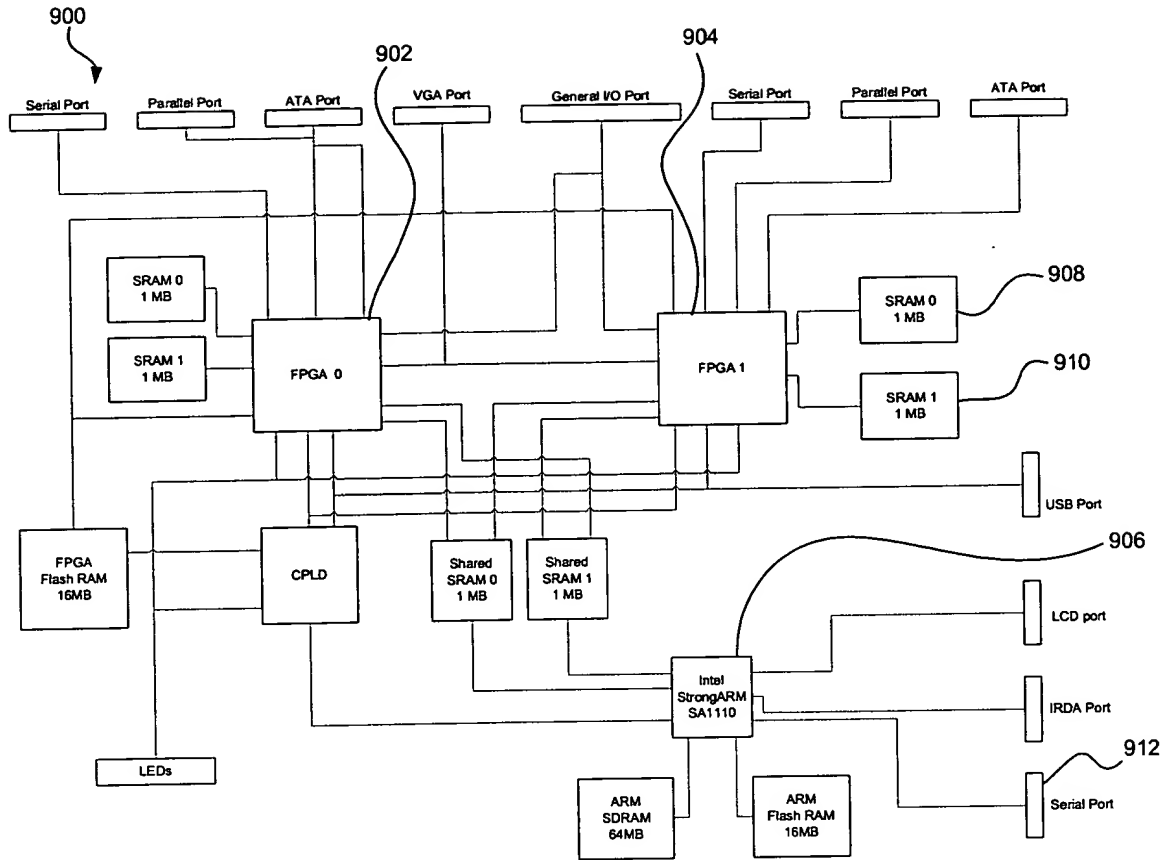 900
902
904
Serial Port
Parallel Port
ATA Port
VGA Port
General I/O Port
Serial Port
Parallel Port
ATA Port
SRAM 0
1 MB
SRAM 1
1 MB
FPGA 0
FPGA 1
SRAM 0
1 MB
908
SRAM 1
1 MB
910
USB Port
FPGA
Flash RAM
16MB
CPLD
Shared
SRAM 0
1 MB
Shared
SRAM 1
1 MB
906
LCD port
Intel
StrongARM
SA1110
IRDA Port
912
LEDs
ARM
SDRAM
64MB
ARM
Flash RAM
16MB
Serial Port